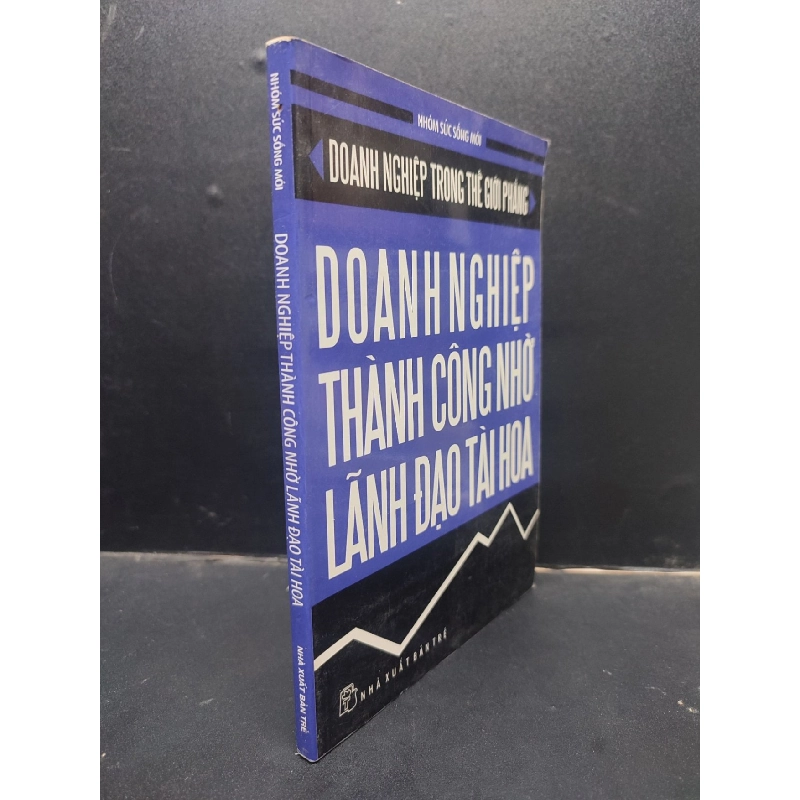 NHÓM SỨC SỐNG MỚI
DOANH NGHIỆP THÀNH CÔNG NHỜ LÃNH ĐẠO TÀI HOA
NHÀ XUẤT BẢN TRẺ
NHÓM SỨC SỐNG MỚI
DOANH NGHIỆP TRONG THẾ GIỚI PHẲNG
DOANH NGHIỆP
THÀNH CÔNG NHỜ
LÃNH ĐẠO TÀI HOA
NHÀ XUẤT BẢN TRẺ